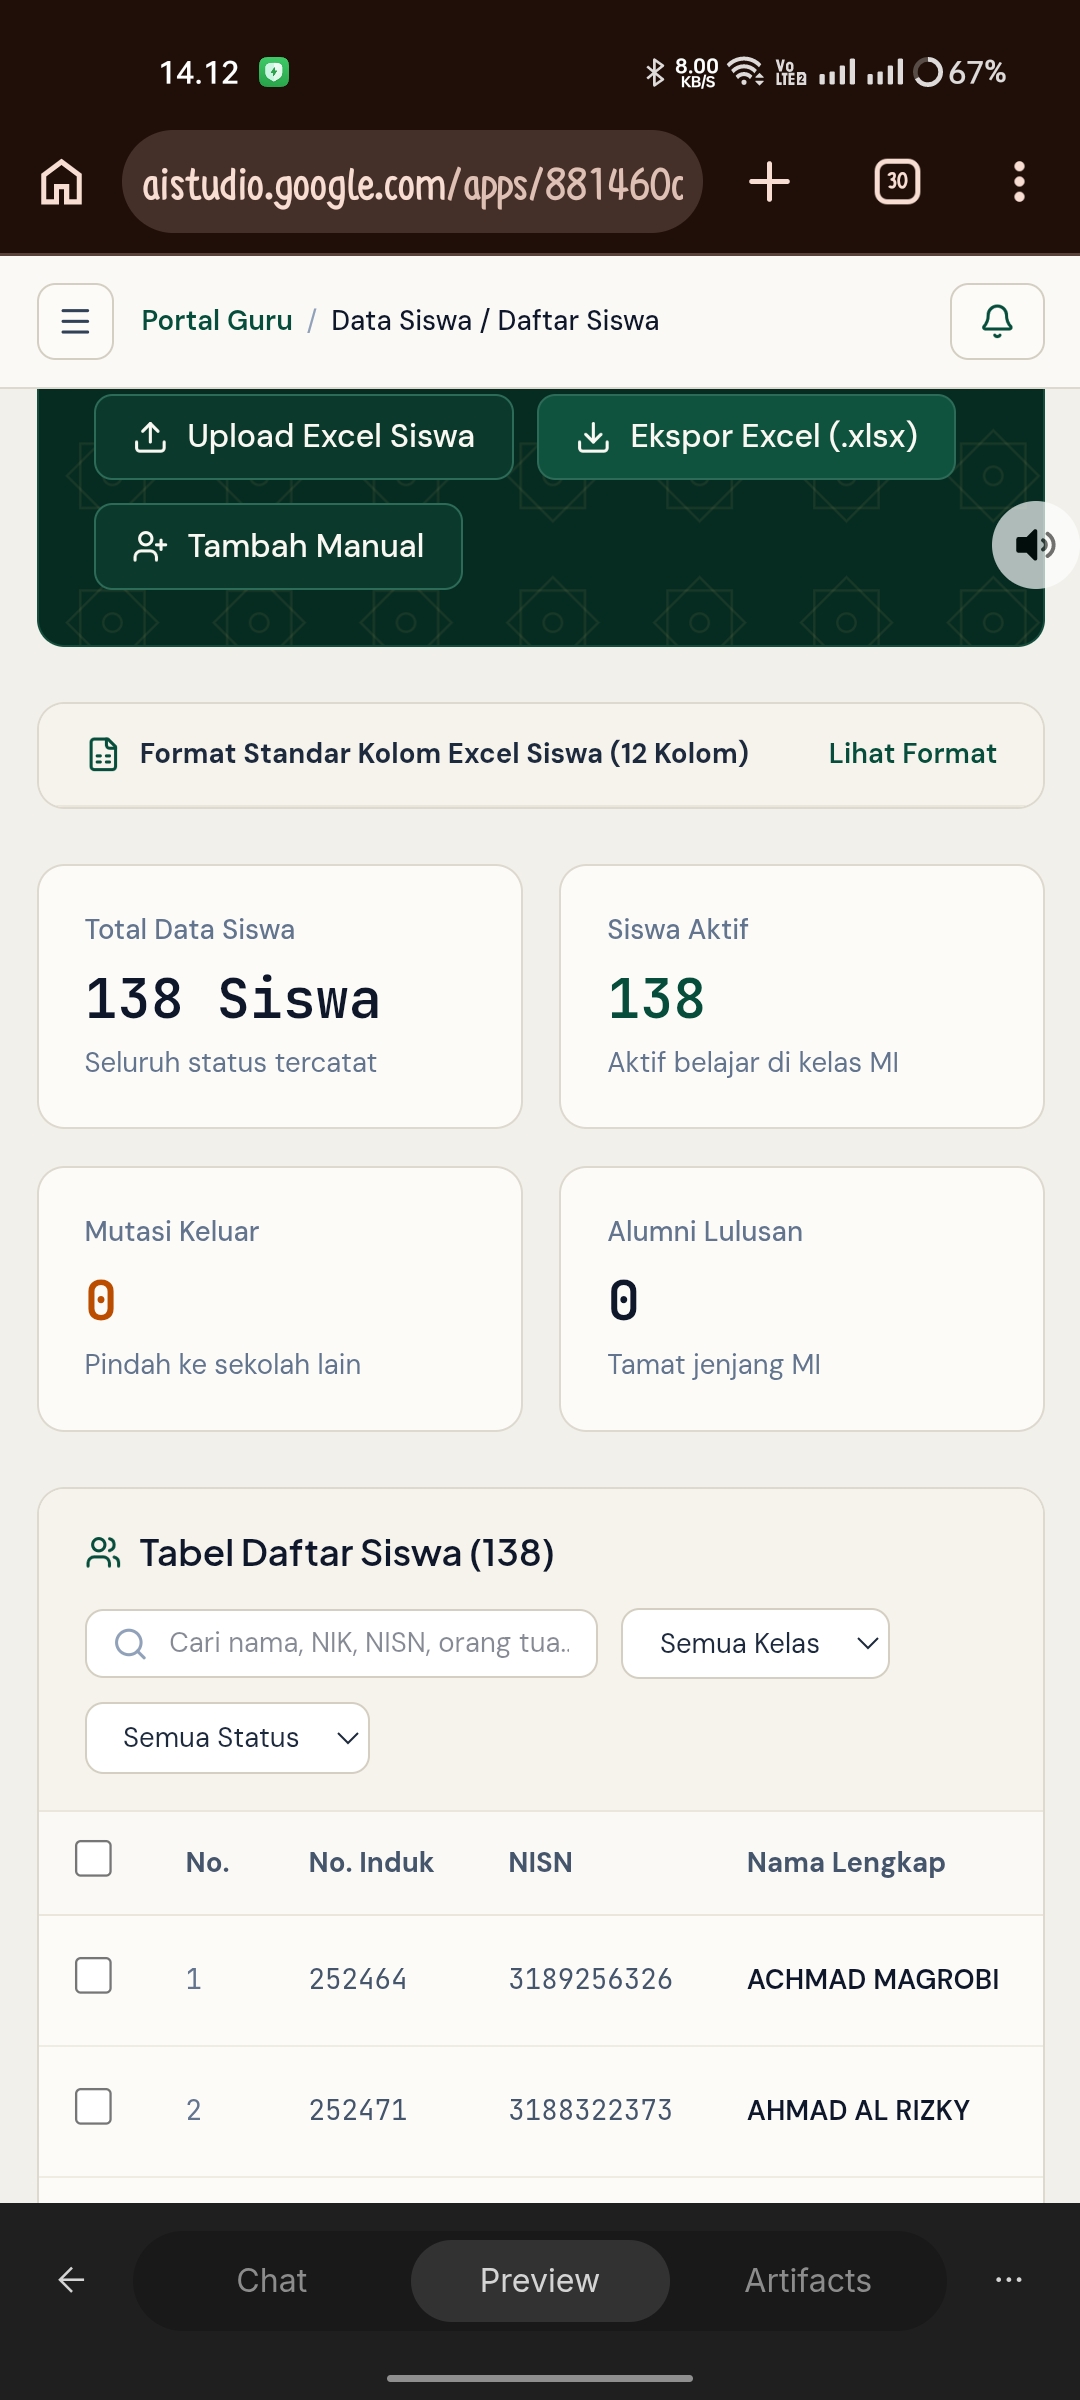 14.12
8.00
KB/S
Vo
LTE 2
67%
aistudio.google.com/apps/881460c
30
Portal Guru / Data Siswa / Daftar Siswa
Upload Excel Siswa
Ekspor Excel (.xlsx)
Tambah Manual
Format Standar Kolom Excel Siswa (12 Kolom)
Lihat Format
Total Data Siswa
138 Siswa
Seluruh status tercatat
Siswa Aktif
138
Aktif belajar di kelas MI
Mutasi Keluar
0
Pindah ke sekolah lain
Alumni Lulusan
0
Tamat jenjang MI
Tabel Daftar Siswa (138)
Cari nama, NIK, NISN, orang tua..
Semua Kelas
Semua Status
No. No. Induk NISN Nama Lengkap
1 252464 3189256326 ACHMAD MAGROBI
2 252471 3188322373 AHMAD AL RIZKY
Chat
Preview
Artifacts